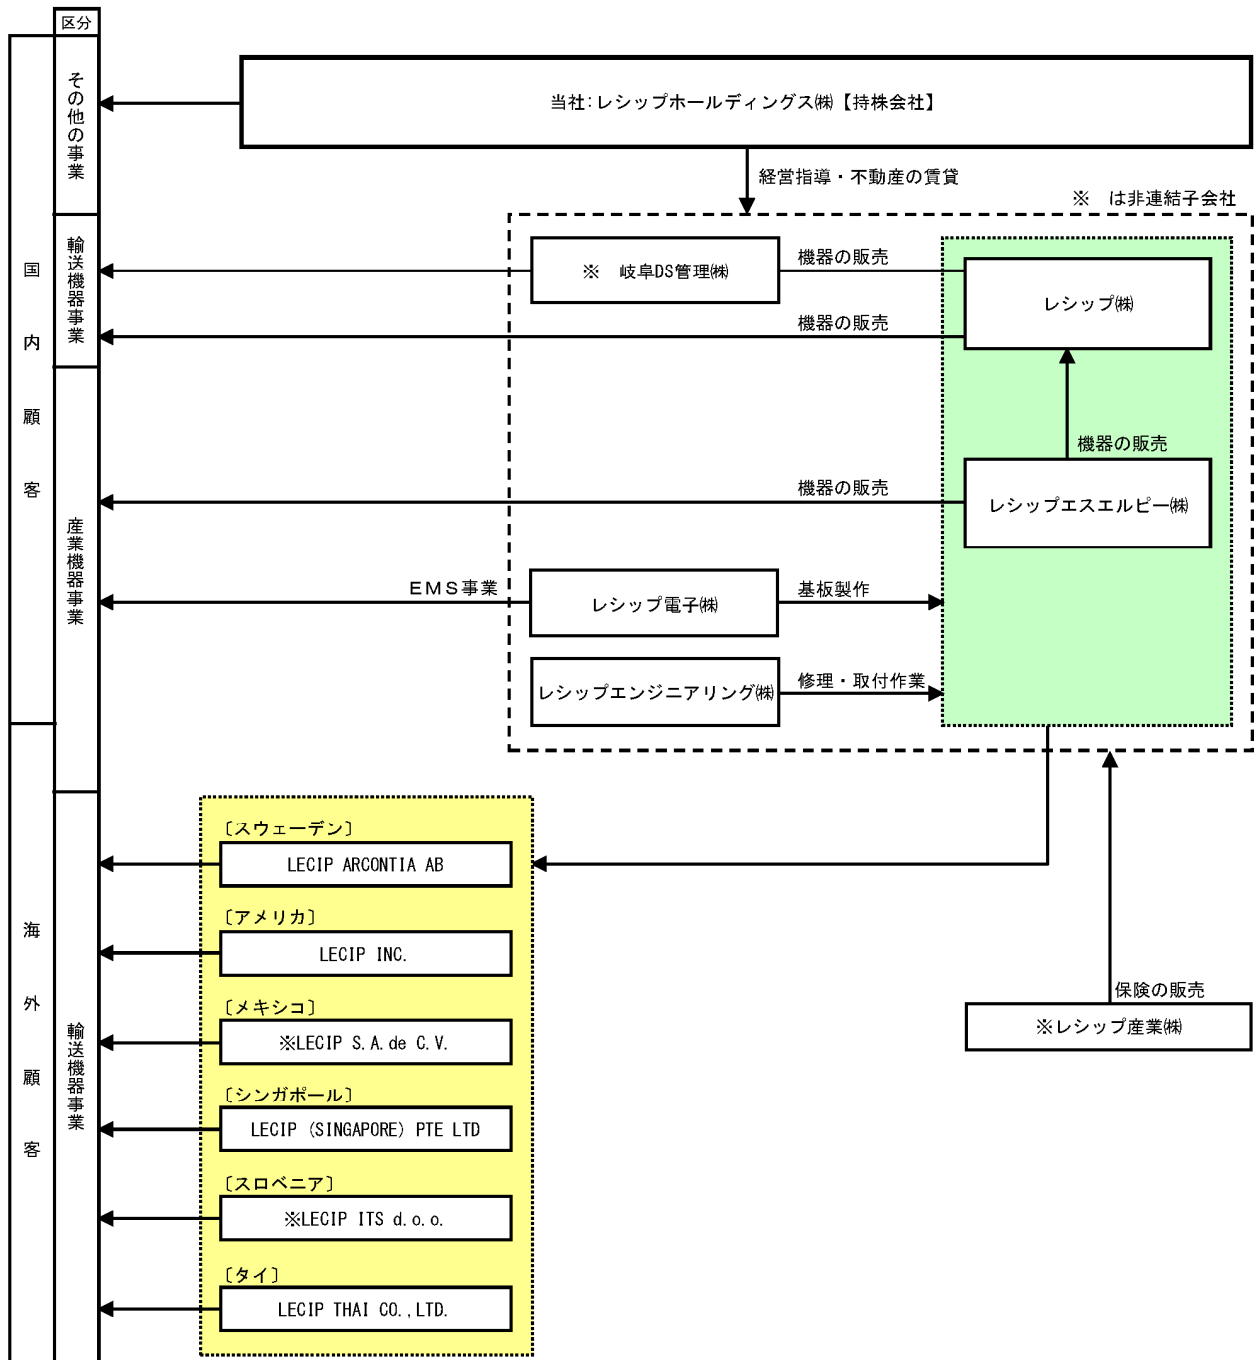 区分
国内顧客
その他の事業
当社:レシップホールディングス㈱【持株会社】
経営指導・不動産の賃貸
※ は非連結子会社
輸送機器事業
※ 岐阜DS管理㈱
機器の販売
レシップ㈱
機器の販売
機器の販売
産業機器事業
機器の販売
レシップエスエルピー㈱
EMS事業
レシップ電子㈱
基板製作
レシップエンジニアリング㈱
修理・取付作業
海外顧客
輸送機器事業
〔スウェーデン〕
LECIP ARCONTIA AB
〔アメリカ〕
LECIP INC.
〔メキシコ〕
※LECIP S.A.de C.V.
〔シンガポール〕
LECIP (SINGAPORE) PTE LTD
〔スロベニア〕
※LECIP ITS d.o.o.
〔タイ〕
LECIP THAI CO.,LTD.
保険の販売
※レシップ産業㈱